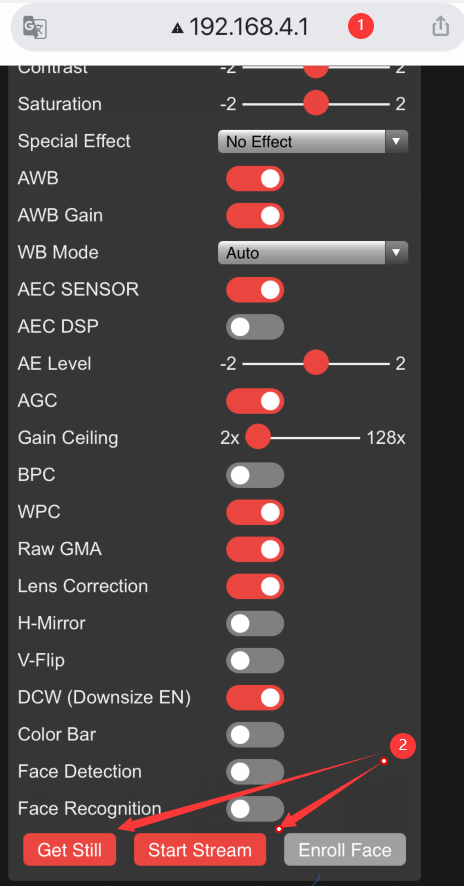 192.168.4.1 1
Contrast -2 2
Saturation -2 2
Special Effect No Effect
AWB
AWB Gain
WB Mode Auto
AEC SENSOR
AEC DSP
AE Level -2 2
AGC
Gain Ceiling 2x 128x
BPC
WPC
Raw GMA
Lens Correction
H-Mirror
V-Flip
DCW (Downsize EN)
Color Bar
2
Face Detection
Face Recognition
Get Still Start Stream Enroll Face